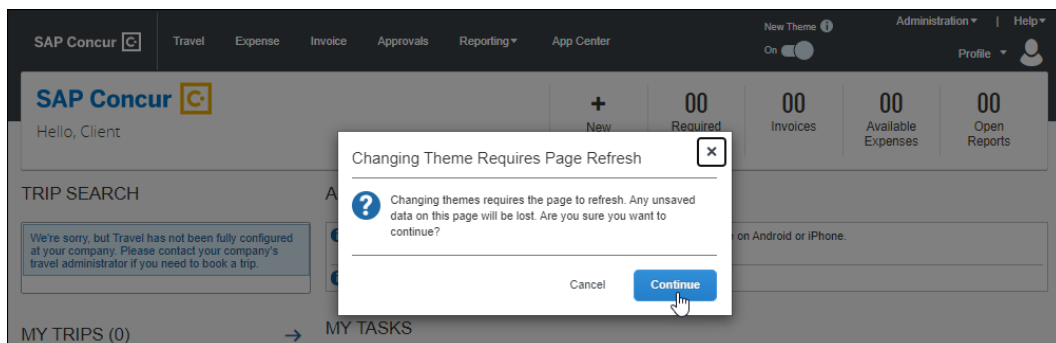 New Theme
Administration | Help
SAP Concur C Travel Expense Invoice Approvals Reporting App Center
On
Profile
SAP Concur C
Hello, Client
+
New
00
Required
00
Invoices
00
Available
Expenses
00
Open
Reports
Changing Theme Requires Page Refresh
Changing themes requires the page to refresh. Any unsaved
data on this page will be lost. Are you sure you want to
continue?
Cancel Continue
TRIP SEARCH
A
We're sorry, but Travel has not been fully configured
at your company. Please contact your company's
travel administrator if you need to book a trip.
on Android or iPhone.
MY TRIPS (0)
MY TASKS